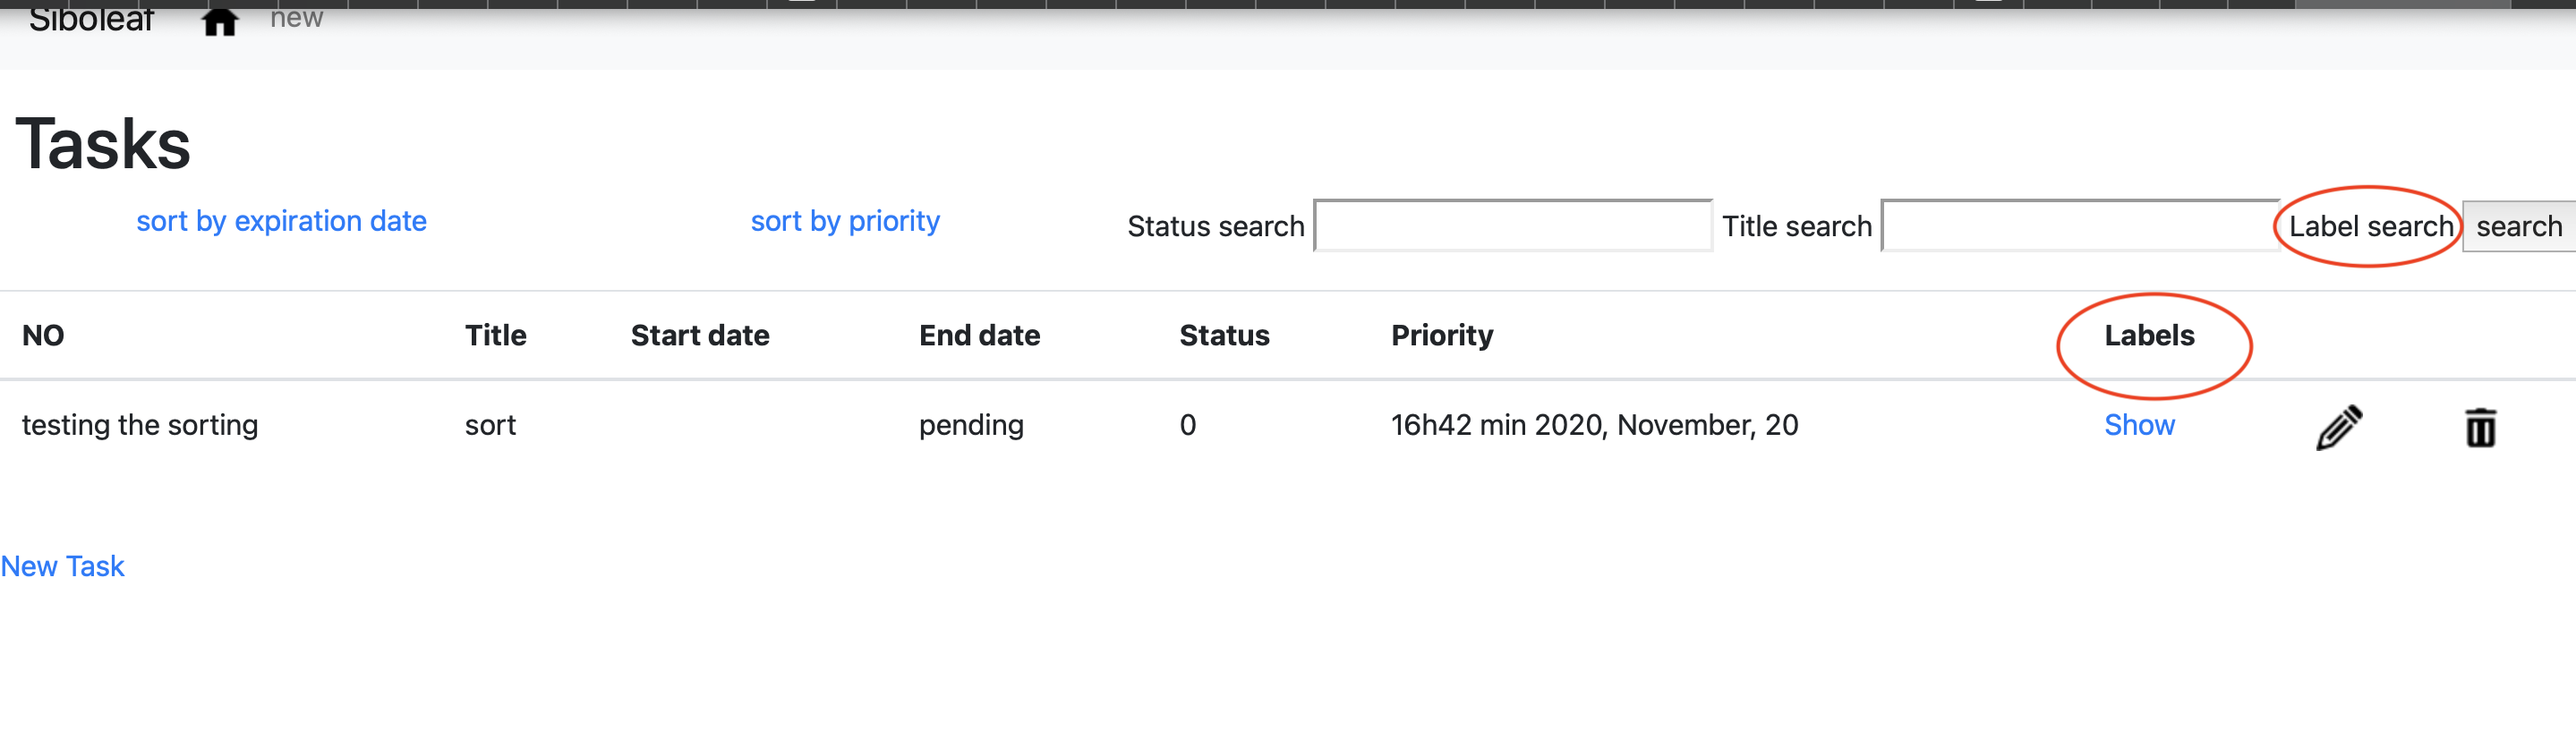 Siboleaf new
Tasks
sort by expiration date sort by priority Status search Title search Label search search
NO Title Start date End date Status Priority Labels
testing the sorting sort pending 0 16h42 min 2020, November, 20 Show
New Task